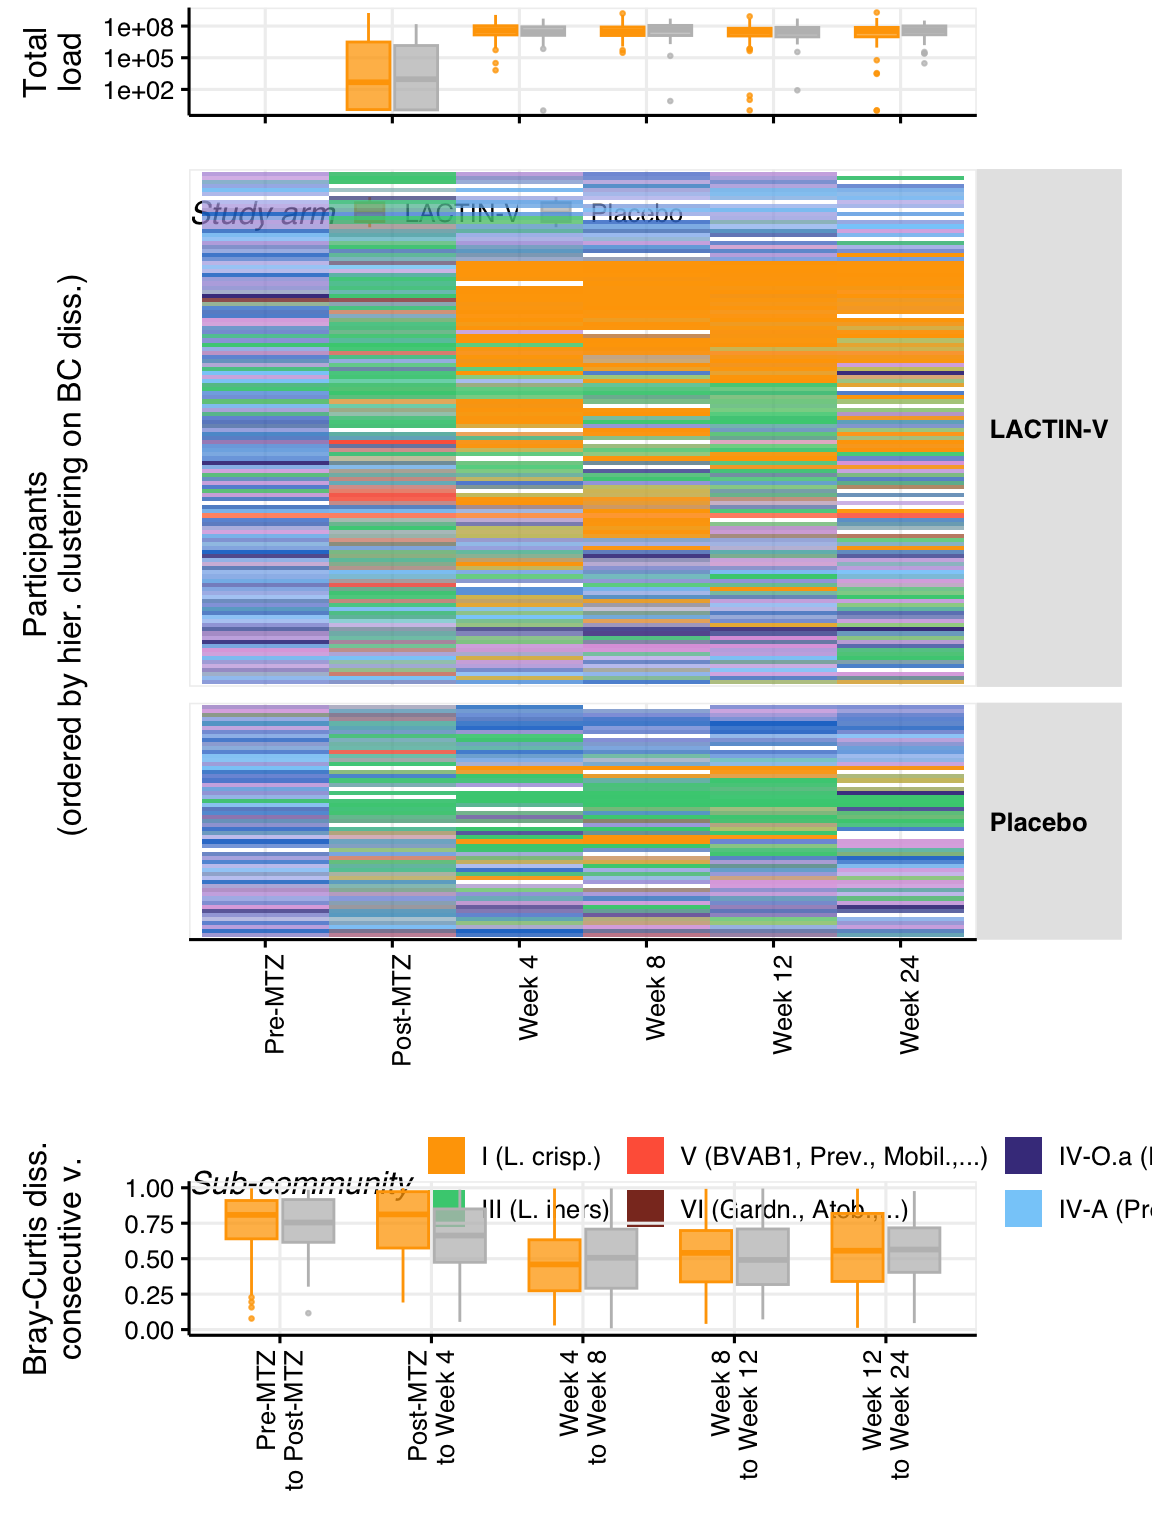 Total
load
1e+08
1e+05
1e+02
Study arm LACTIN-V Placebo
Participants
(ordered by hier. clustering on BC diss.)
LACTIN-V
Placebo
Pre-MTZ
Post-MTZ
Week 4
Week 8
Week 12
Week 24
Sub-community
I (L. crisp.)
V (BVAB1, Prev., Mobil.,...)
IV-O.a (
III (L. iners)
VI (Gardn., Atob.,..)
IV-A (Pre
Bray-Curtis diss.
consecutive v.
1.00
0.75
0.50
0.25
0.00
Pre-MTZ
to Post-MTZ
Post-MTZ
to Week 4
Week 4
to Week 8
Week 8
to Week 12
Week 12
to Week 24